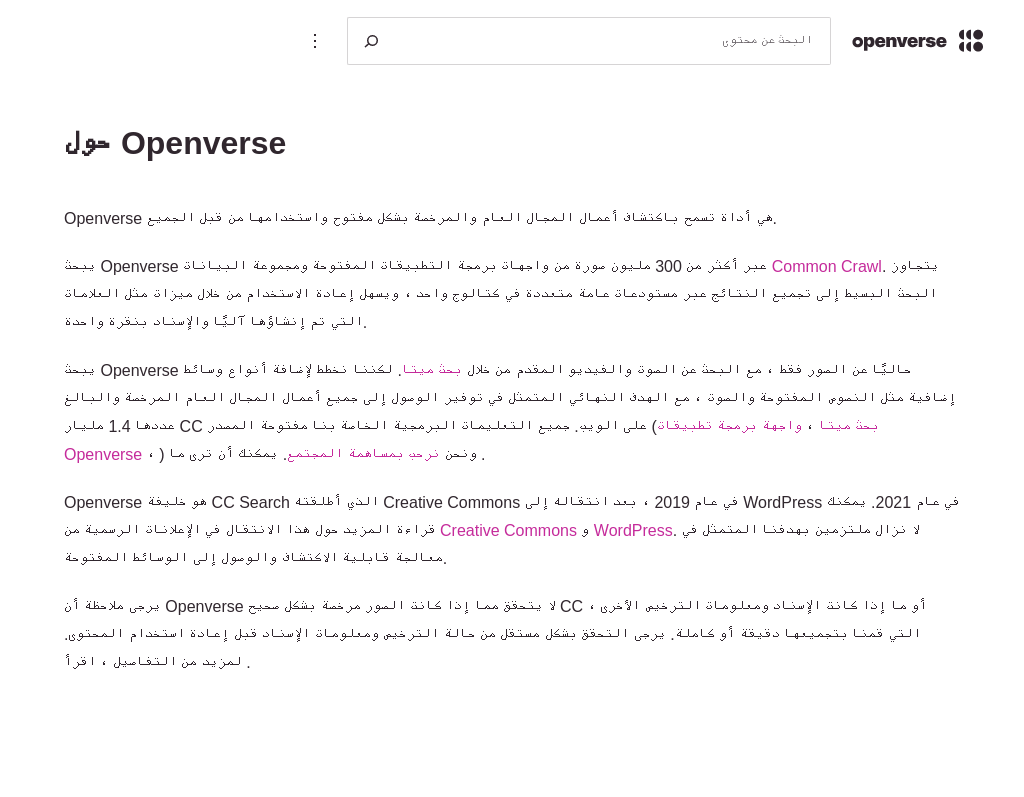 البحث عن محتوى
openverse
حول Openverse
Openverse هي أداة تسمح باكتشاف أعمال المجال العام والمرخصة بشكل مفتوح واستخدامها من قبل الجميع.
يبحث Openverse عبر أكثر من 300 مليون صورة من واجهات برمجة التطبيقات المفتوحة ومجموعة البيانات Common Crawl. يتجاوز
البحث البسيط إلى تجميع النتائج عبر مستودعات عامة متعددة في كتالوج واحد ، ويسهل إعادة الاستخدام من خلال ميزات مثل العلامات
التي تم إنشاؤها آليًا والإسناد بنقرة واحدة.
يبحث Openverse حاليًا عن الصور فقط ، مع البحث عن الصوت والفيديو المقدم من خلال بحث ميتا. لكننا نخطط لإضافة أنواع وسائط
إضافية مثل النصوص المفتوحة والصوت ، مع الهدف النهائي المتمثل في توفير الوصول إلى جميع أعمال المجال العام المرخصة والبالغ
عددها 1.4 مليار CC بحث ميتا ، واجهة برمجة تطبيقات) على الويب. جميع التعليمات البرمجية الخاصة بنا مفتوحة المصدر
Openverse ، ) ونحن نرحب بمساهمة المجتمع. يمكنك أن ترى ما .
Openverse هو خليفة CC Search الذي أطلقته Creative Commons في عام 2019 ، بعد انتقاله إلى WordPress في عام 2021. يمكنك
قراءة المزيد حول هذا الانتقال في الإعلانات الرسمية من Creative Commons و WordPress. لا نزال ملتزمين بهدفنا المتمثل في
معالجة قابلية الاكتشاف والوصول إلى الوسائط المفتوحة.
يرجى ملاحظة أن Openverse لا يتحقق مما إذا كانت الصور مرخصة بشكل صحيح CC ، أو ما إذا كانت الإسناد ومعلومات الترخيص الأخرى
التي قمنا بتجميعها دقيقة أو كاملة. يرجى التحقق بشكل مستقل من حالة الترخيص ومعلومات الإسناد قبل إعادة استخدام المحتوى.
لمزيد من التفاصيل ، اقرأ .